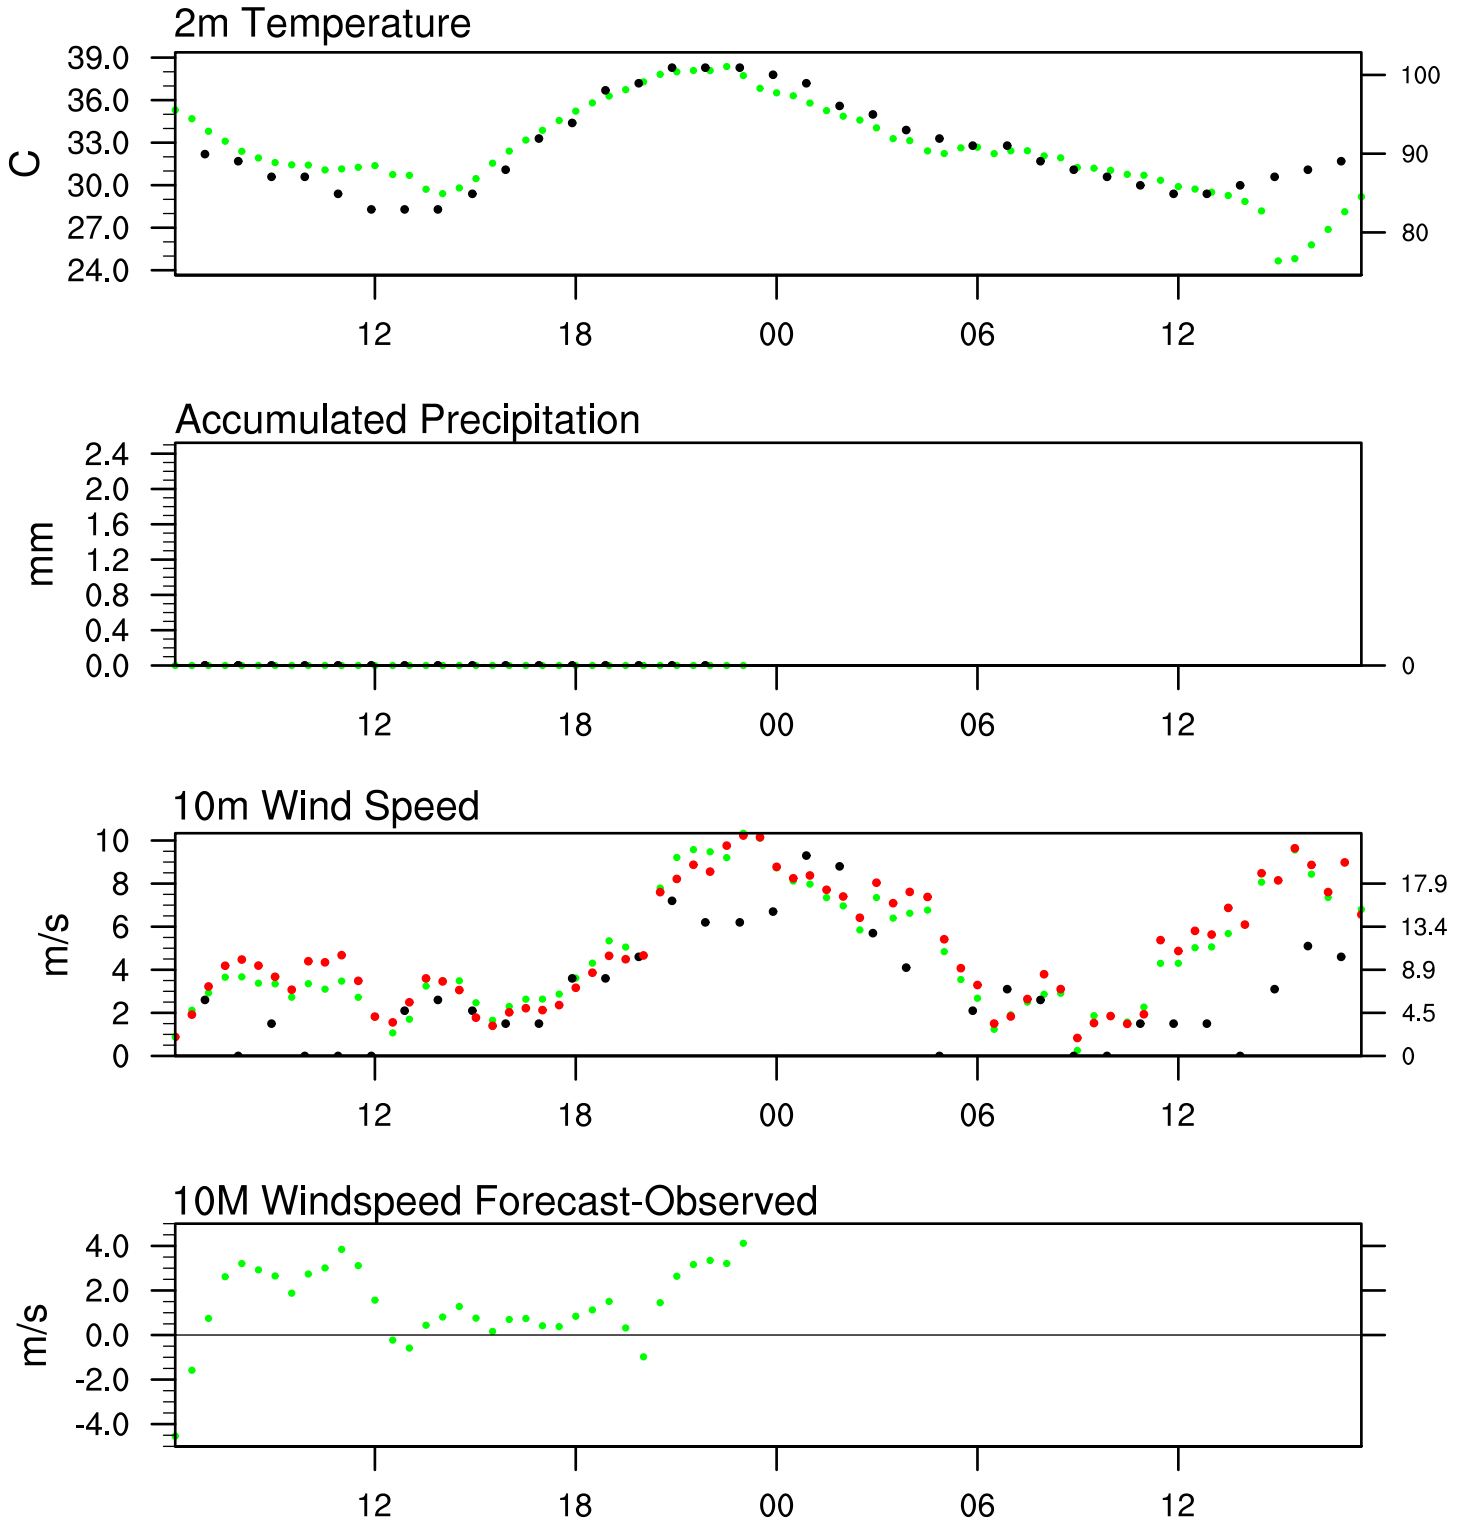 2m Temperature
39.0
36.0
33.0
30.0
27.0
24.0
C
100
90
80
12 18 00 06 12
Accumulated Precipitation
2.4
2.0
1.6
1.2
0.8
0.4
0.0
mm
0
12 18 00 06 12
10m Wind Speed
10
8
6
4
2
0
m/s
17.9
13.4
8.9
4.5
0
12 18 00 06 12
10M Windspeed Forecast-Observed
4.0
2.0
0.0
-2.0
-4.0
m/s
12 18 00 06 12